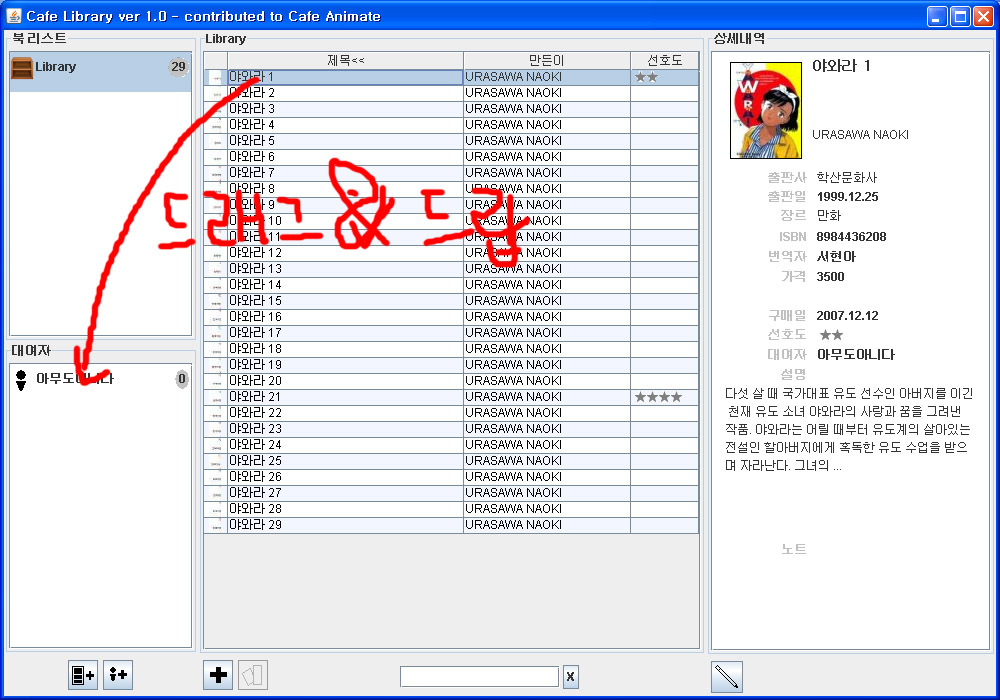 Cafe Library ver 1.0 - contributed to Cafe Animate
북리스트
Library 29
대여자
아무도아니다 0
Library
제목<< 만든이 선호도
야와라 1 URASAWA NAOKI ★★
야와라 2 URASAWA NAOKI
야와라 3 URASAWA NAOKI
야와라 4 URASAWA NAOKI
야와라 5 URASAWA NAOKI
야와라 6 URASAWA NAOKI
야와라 7 URASAWA NAOKI
야와라 8 URASAWA NAOKI
야와라 9 URASAWA NAOKI
야와라 10 URASAWA NAOKI
야와라 11 URASAWA NAOKI
야와라 12 URASAWA NAOKI
야와라 13 URASAWA NAOKI
야와라 14 URASAWA NAOKI
야와라 15 URASAWA NAOKI
야와라 16 URASAWA NAOKI
야와라 17 URASAWA NAOKI
야와라 18 URASAWA NAOKI
야와라 19 URASAWA NAOKI
야와라 20 URASAWA NAOKI
야와라 21 URASAWA NAOKI ★★★★
야와라 22 URASAWA NAOKI
야와라 23 URASAWA NAOKI
야와라 24 URASAWA NAOKI
야와라 25 URASAWA NAOKI
야와라 26 URASAWA NAOKI
야와라 27 URASAWA NAOKI
야와라 28 URASAWA NAOKI
야와라 29 URASAWA NAOKI
드래그 & 드랍
상세내역
야와라 1
YAWARA!
URASAWA NAOKI
출판사 학산문화사
출판일 1999.12.25
장르 만화
ISBN 8984436208
번역자 서현아
가격 3500
구매일 2007.12.12
선호도 ★★
대여자 아무도아니다
설명
다섯 살 때 국가대표 유도 선수인 아버지를 이긴
천재 유도 소녀 야와라의 사랑과 꿈을 그려낸
작품. 야와라는 어릴 때부터 유도계의 살아있는
전설인 할아버지에게 혹독한 유도 수업을 받으
며 자라난다. 그녀의 ...
노트